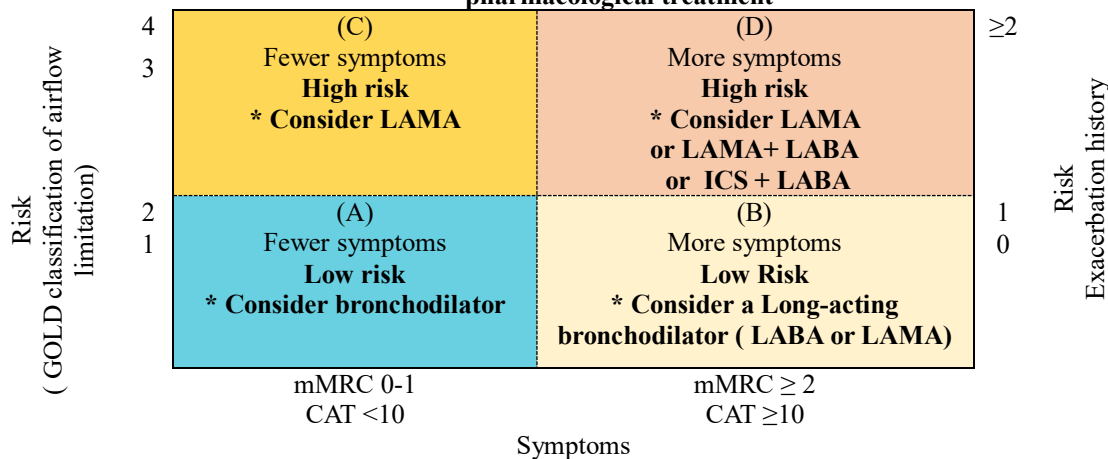 pharmacological treatment
4
3
2
1
Risk
( GOLD classification of airflow
limitation)
(C)
Fewer symptoms
High risk
* Consider LAMA
(D)
More symptoms
High risk
* Consider LAMA
or LAMA+ LABA
or ICS + LABA
(A)
Fewer symptoms
Low risk
* Consider bronchodilator
(B)
More symptoms
Low Risk
* Consider a Long-acting
bronchodilator ( LABA or LAMA)
≥2
1
0
Risk
Exacerbation history
mMRC 0-1
CAT <10
mMRC ≥ 2
CAT ≥10
Symptoms